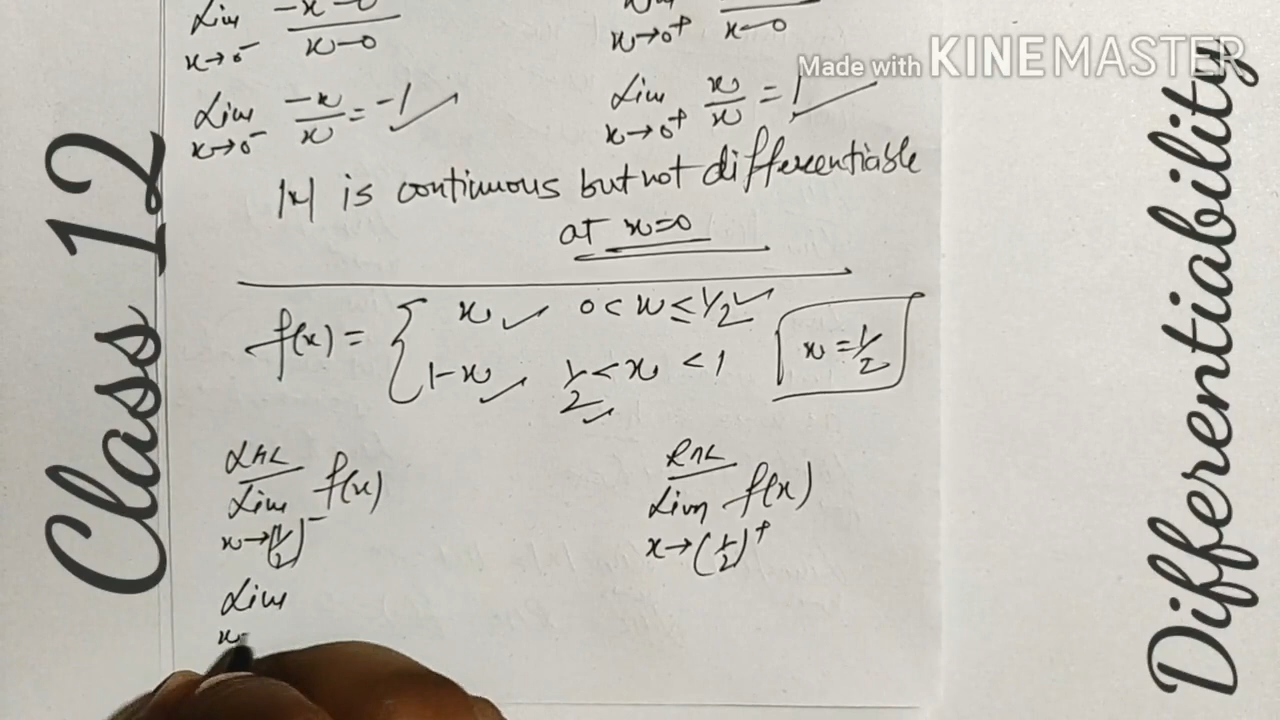 Class 12
Lim x→0⁻ -x-0/x-0
Lim x→0⁺ x-0
Made with KINEMASTER
Lim x→0⁻ -x/x = -1 ✓
Lim x→0⁺ x/x = 1 ✓
|x| is continuous but not differentiable
at x=0
f(x) = { x ✓ 0<x≤1/2 ✓
1-x ✓ 1/2<x<1 ✓
x=1/2
LHL
Lim x→(1/2)⁻ f(x)
Lim x
RHL
Lim x→(1/2)⁺ f(x)
Differentiability